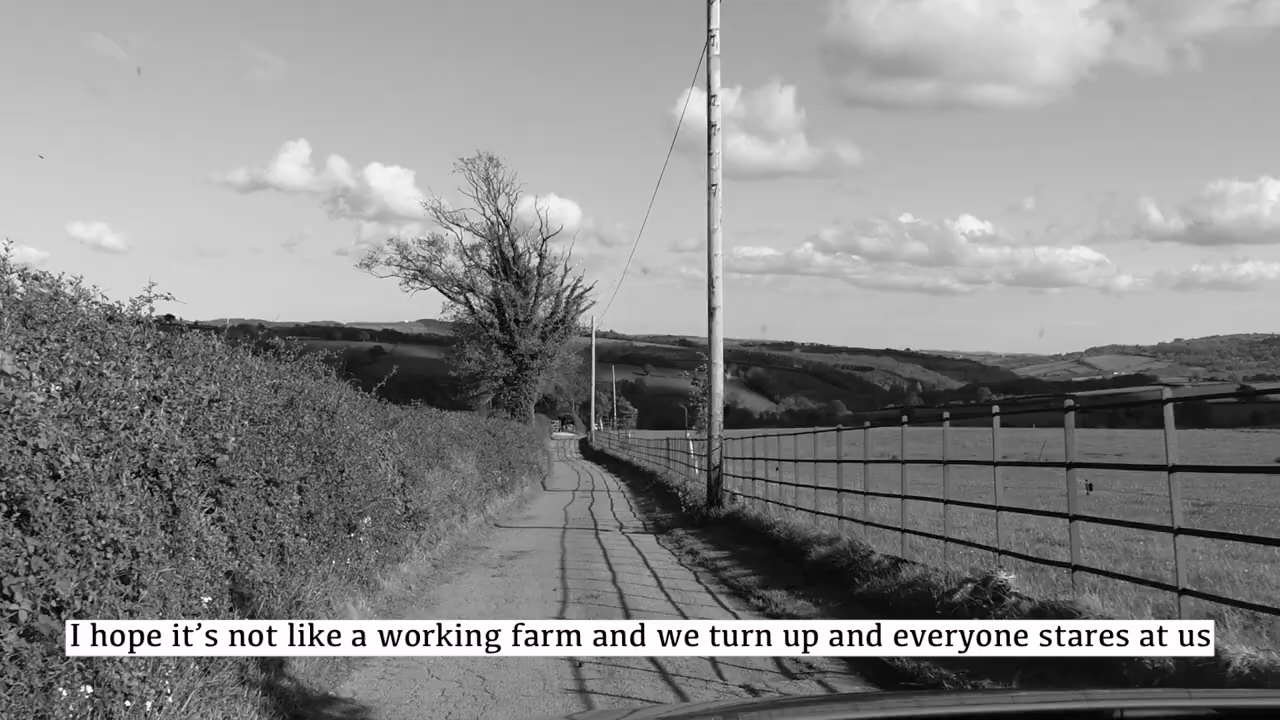 I hope it’s not like a working farm and we turn up and everyone stares at us